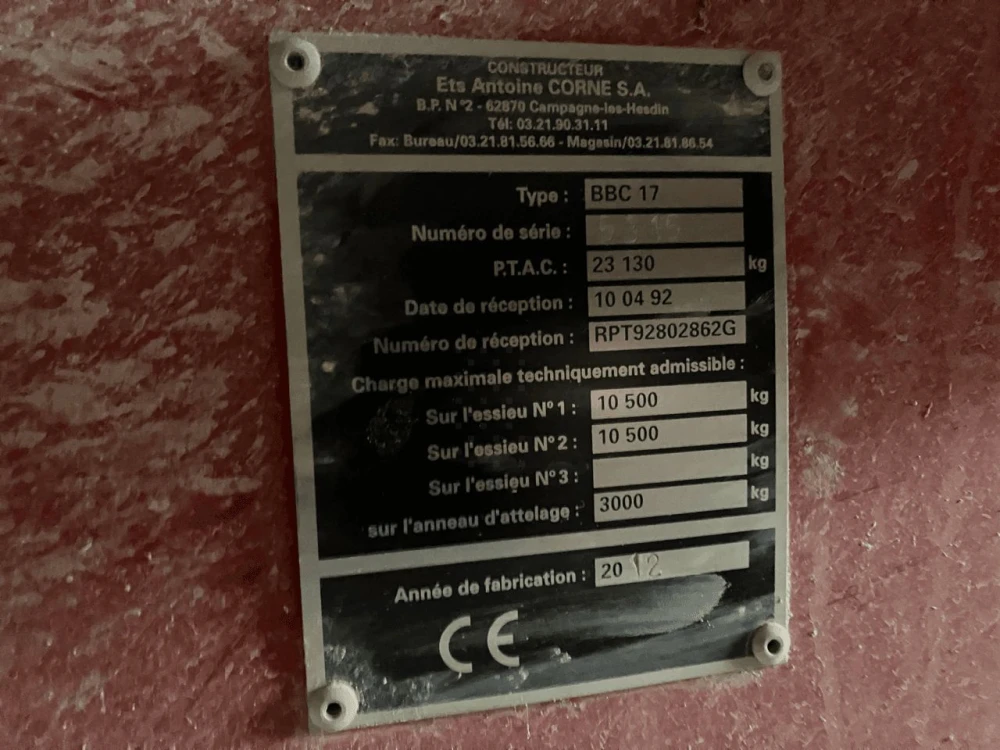 CONSTRUCTEUR
Ets Antoine CORNE S.A.
B.P. N°2 - 62870 Campagne-les-Hesdin
Tél: 03.21.90.31.11
Fax: Bureau/03.21.81.56.66 - Magasin/03.21.81.86.54
Type : BBC 17
Numéro de série :
P.T.A.C. : 23 130 kg
Date de réception : 10 04 92
Numéro de réception : RPT92802862G
Charge maximale techniquement admissible :
Sur l'essieu N°1 : 10 500 kg
Sur l'essieu N°2 : 10 500 kg
Sur l'essieu N°3 : kg
sur l'anneau d'attelage : 3000 kg
Année de fabrication : 20 12
CE